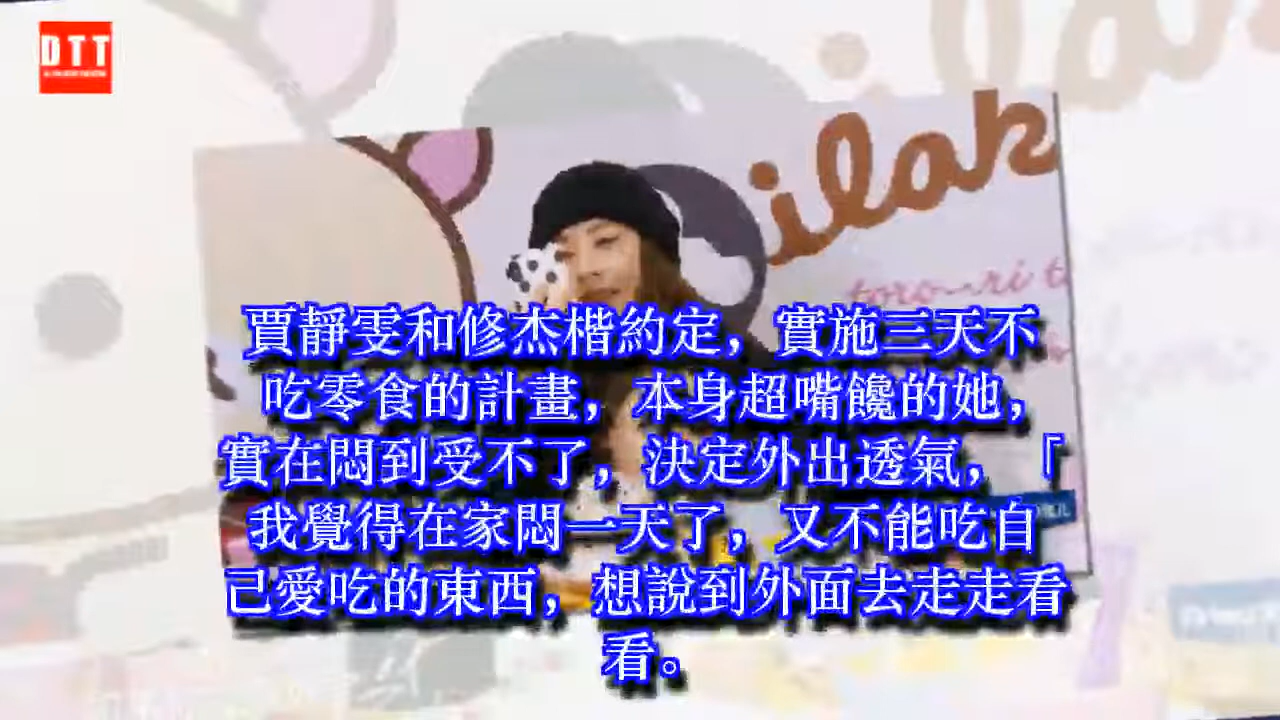 DTT
ilak
toro~ri t
賈靜雯和修杰楷約定，實施三天不
吃零食的計畫，本身超嘴饞的她，
實在悶到受不了，決定外出透氣，「
我覺得在家悶一天了，又不能吃自
己愛吃的東西，想說到外面去走走看
看。